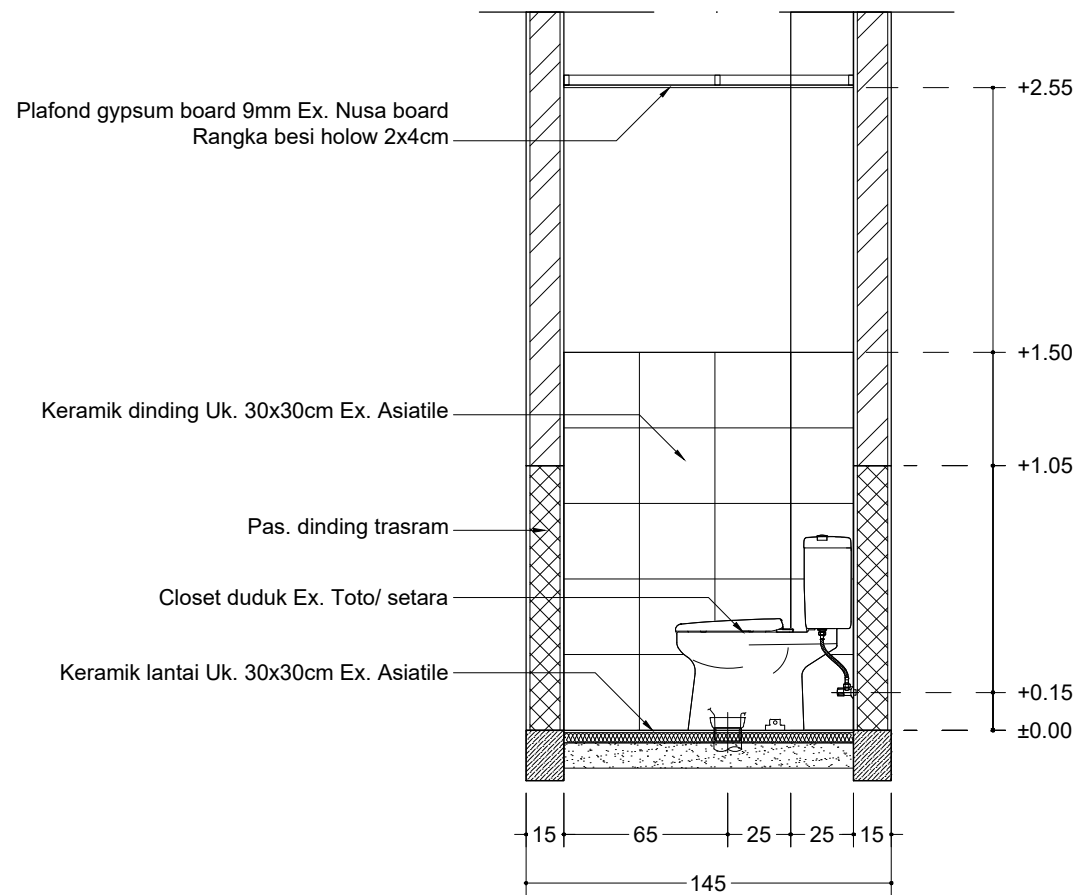 +2.55
Plafond gypsum board 9mm Ex. Nusa board
Rangka besi holow 2x4cm
+1.50
Keramik dinding Uk. 30x30cm Ex. Asiatile
+1.05
Pas. dinding trasram
Closet duduk Ex. Toto/ setara
Keramik lantai Uk. 30x30cm Ex. Asiatile
+0.15
±0.00
15 65 25 25 15
145